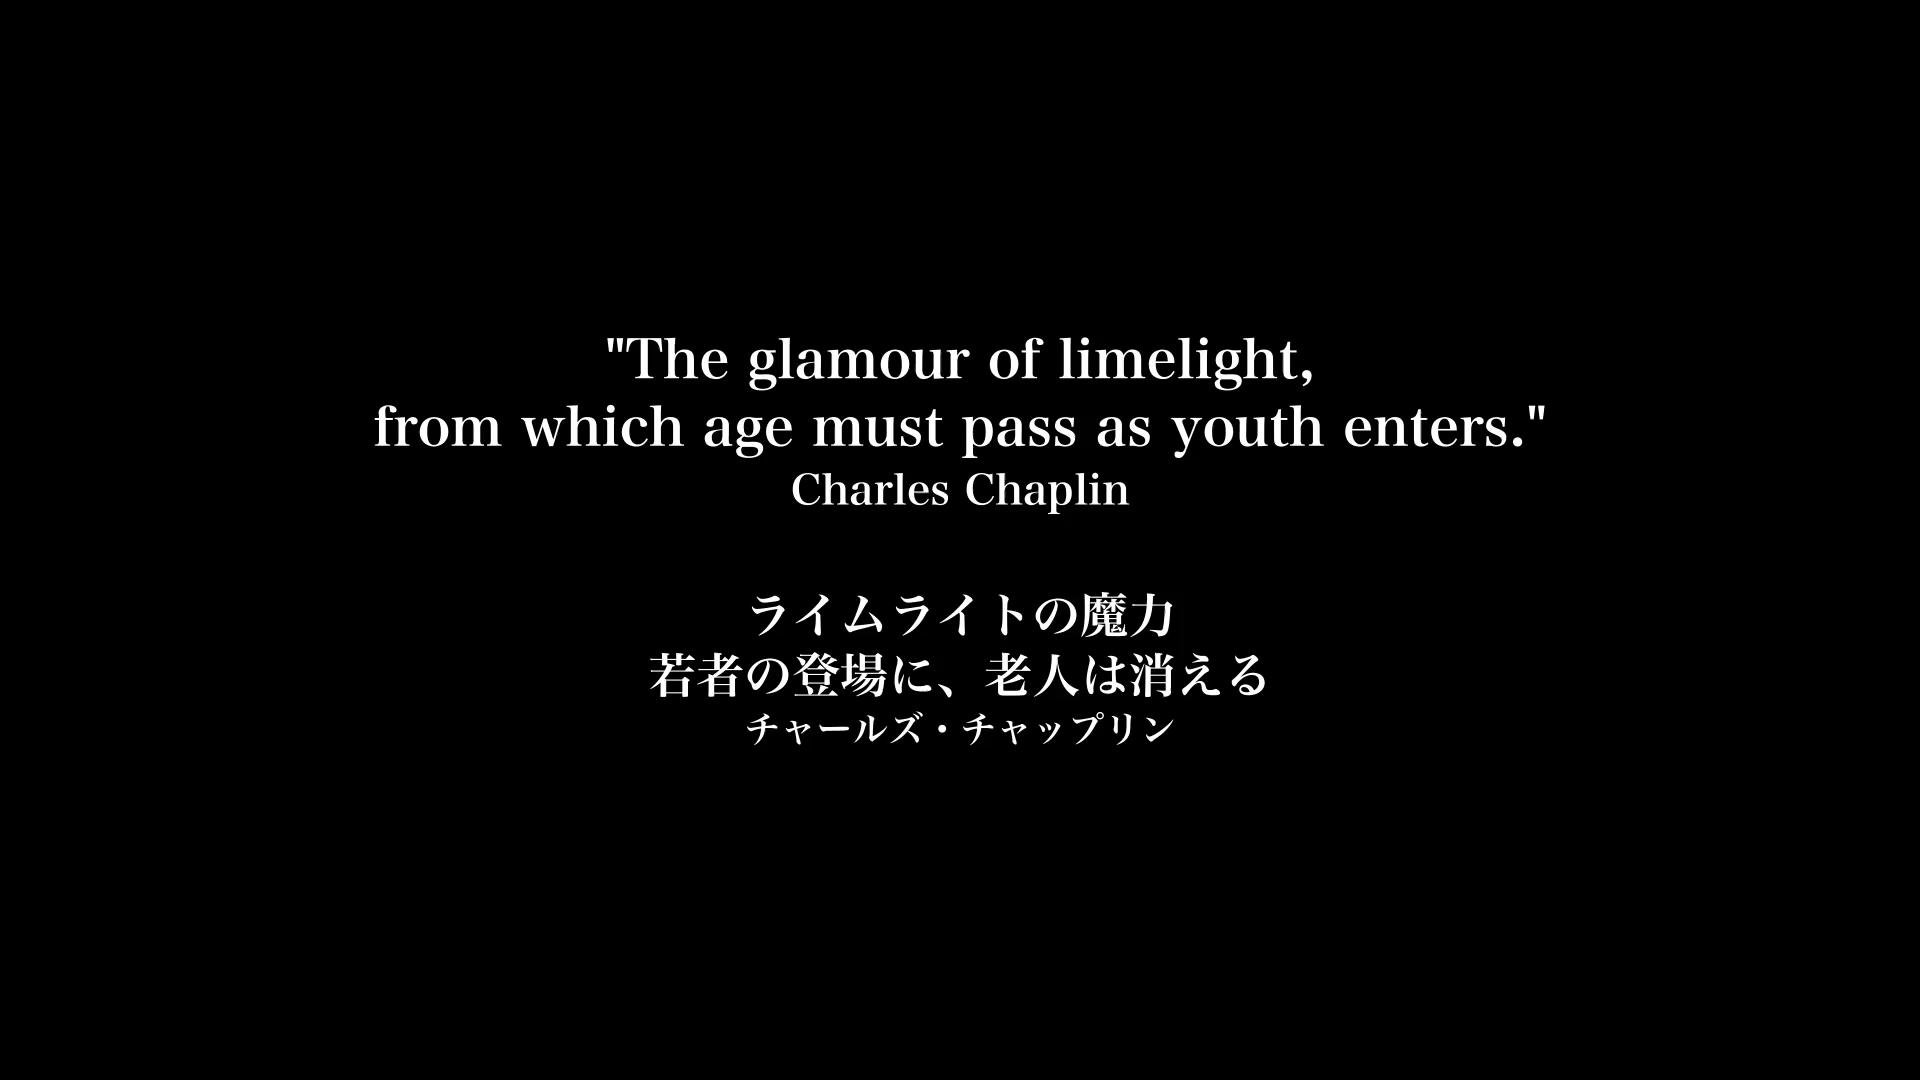 "The glamour of limelight,
from which age must pass as youth enters."
Charles Chaplin
ライムライトの魔力
若者の登場に、老人は消える
チャールズ・チャップリン